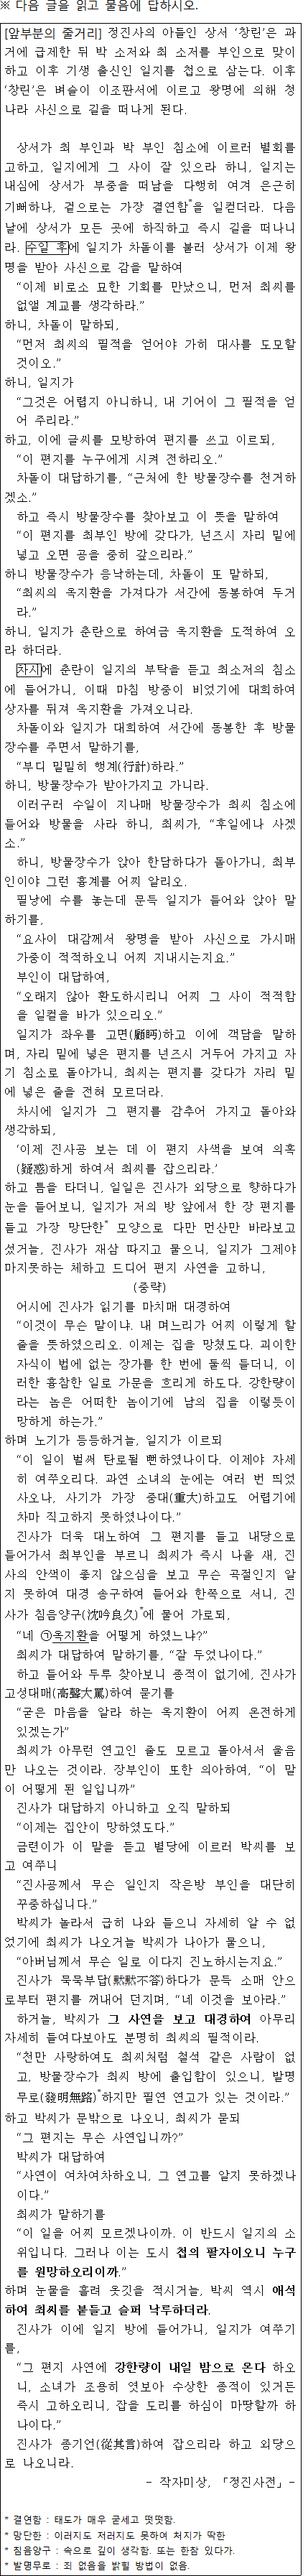 ※ 다음 글을 읽고 물음에 답하시오.
[앞부분의 줄거리] 정진사의 아들인 상서 ‘창린’은 과
거에 급제한 뒤 박 소저와 최 소저를 부인으로 맞이
하고 이후 기생 출신인 일지를 첩으로 삼는다. 이후
‘창린’은 벼슬이 이조판서에 이르고 왕명에 의해 청
나라 사신으로 길을 떠나게 된다.
상서가 최 부인과 박 부인 침소에 이르러 별회를
고하고, 일지에게 그 사이 잘 있으라 하니, 일지는
내심에 상서가 부중을 떠남을 다행히 여겨 은근히
기뻐하나, 겉으로는 가장 결연함*을 일컫더라. 다음
날에 상서가 모든 곳에 하직하고 즉시 길을 떠나니
라. 수일 후에 일지가 차돌이를 불러 상서가 이제 왕
명을 받아 사신으로 감을 말하여
“이제 비로소 묘한 기회를 만났으니, 먼저 최씨를
없앨 계교를 생각하라.”
하니, 차돌이 말하되,
“먼저 최씨의 필적을 얻어야 가히 대사를 도모할
것이오.”
하니, 일지가
“그것은 어렵지 아니하니, 내 기어이 그 필적을 얻
어 주리라.”
하고, 이에 글씨를 모방하여 편지를 쓰고 이르되,
“이 편지를 누구에게 시켜 전하리오.”
차돌이 대답하기를, “근처에 한 방물장수를 천거하
겠소.”
하고 즉시 방물장수를 찾아보고 이 뜻을 말하여
“이 편지를 최부인 방에 갖다가, 넌즈시 자리 밑에
넣고 오면 공을 중히 갚으리라.”
하니 방물장수가 응낙하는데, 차돌이 또 말하되,
“최씨의 옥지환을 가져다가 서간에 동봉하여 두거
라.”
하니, 일지가 춘란으로 하여금 옥지환을 도적하여 오
라 하더라.
차시에 춘란이 일지의 부탁을 듣고 최소저의 침소
에 들어가니, 이때 마침 방중이 비었기에 대희하여
상자를 뒤져 옥지환을 가져오니라.
차돌이와 일지가 대희하여 서간에 동봉한 후 방물
장수를 주면서 말하기를,
“부디 밀밀히 행계(行計)하라.”
하니, 방물장수가 받아가지고 가니라.
이러구러 수일이 지나매 방물장수가 최씨 침소에
들어와 방물을 사라 하니, 최씨가, “후일에나 사겠
소.”
하니, 방물장수가 앉아 한담하다가 돌아가니, 최부
인이야 그런 흉계를 어찌 알리오.
필낭에 수를 놓는데 문득 일지가 들어와 앉아 말
하기를,
“요사이 대감께서 왕명을 받아 사신으로 가시매
가중이 적적하오니 어찌 지내시는지요.”
부인이 대답하여,
“오래지 않아 환도하시리니 어찌 그 사이 적적함
을 일컬을 바가 있으리오.”
일지가 좌우를 고면(顧眄)하고 이에 객담을 말하
며, 자리 밑에 넣은 편지를 넌즈시 거두어 가지고 자
기 침소로 돌아가니, 최씨는 편지를 갖다가 자리 밑
에 넣은 줄을 전혀 모르더라.
차시에 일지가 그 편지를 감추어 가지고 돌아와
생각하되,
‘이제 진사공 보는 데 이 편지 사색을 보여 의혹
(疑惑)하게 하여서 최씨를 잡으리라.’
하고 틈을 타더니, 일일은 진사가 외당으로 향하다가
눈을 들어보니, 일지가 저의 방 앞에서 한 장 편지를
들고 가장 망단한* 모양으로 다만 먼산만 바라보고
섰거늘, 진사가 재삼 따지고 물으니, 일지가 그제야
마지못하는 체하고 드디어 편지 사연을 고하니,
(중략)
어시에 진사가 읽기를 마치매 대경하여
“이것이 무슨 말이냐. 내 며느리가 어찌 이렇게 할
줄을 뜻하였으리오. 이제는 집을 망쳤도다. 괴이한
자식이 법에 없는 장가를 한 번에 둘씩 들더니, 이
러한 흉참한 일로 가문을 흐리게 하도다. 강한량이
라는 놈은 어떠한 놈이기에 남의 집을 이렇듯이
망하게 하는가.”
하며 노기가 등등하거늘, 일지가 이르되
“이 일이 벌써 탄로될 뻔하였나이다. 이제야 자세
히 여쭈오리다. 과연 소녀의 눈에는 여러 번 띄었
사오나, 사기가 가장 중대(重大)하고도 어렵기에
차마 직고하지 못하였나이다.”
진사가 더욱 대노하여 그 편지를 들고 내당으로
들어가서 최부인을 부르니 최씨가 즉시 나올 새, 진
사의 안색이 좋지 않으심을 보고 무슨 곡절인지 알
지 못하여 대경 송구하여 들어와 한쪽으로 서니, 진
사가 침음양구(沈吟良久)*에 물어 가로되,
“네 ㉠옥지환을 어떻게 하였느냐?”
최씨가 대답하여 말하기를, “잘 두었나이다.”
하고 들어와 두루 찾아보니 종적이 없기에, 진사가
고성대매(高聲大罵)하여 묻기를
“굳은 마음을 알라 하는 옥지환이 어찌 온전하게
있겠는가”
최씨가 아무런 연고인 줄도 모르고 돌아서서 울음
만 나오는 것이라. 장부인이 또한 의아하여, “이 말
이 어떻게 된 일입니까”
진사가 대답하지 아니하고 오직 말하되
“이제는 집안이 망하였도다.”
금련이가 이 말을 듣고 별당에 이르러 박씨를 보
고 여쭈니
“진사공께서 무슨 일인지 작은방 부인을 대단히
꾸중하십니다.”
박씨가 놀라서 급히 나와 들으니 자세히 알 수 없
었기에 최씨가 나오거늘 박씨가 나아가 물으니,
“아버님께서 무슨 일로 이다지 진노하시는지요.”
진사가 묵묵부답(默默不答)하다가 문득 소매 안으
로부터 편지를 꺼내어 던지며, “네 이것을 보아라.”
하거늘, 박씨가 그 사연을 보고 대경하여 아무리
자세히 들여다보아도 분명히 최씨의 필적이라.
“천만 사랑하여도 최씨처럼 철석 같은 사람이 없
고, 방물장수가 최씨 방에 출입함이 있으니, 발명
무로(發明無路)*하지만 필연 연고가 있는 것이라.”
하고 박씨가 문밖으로 나오니, 최씨가 묻되
“그 편지는 무슨 사연입니까?”
박씨가 대답하여
“사연이 여차여차하오니, 그 연고를 알지 못하겠나
이다.”
최씨가 말하기를
“이 일을 어찌 모르겠나이까. 이 반드시 일지의 소
위입니다. 그러나 이는 도시 첩의 팔자이오니 누구
를 원망하오리이까.”
하며 눈물을 흘려 옷깃을 적시거늘, 박씨 역시 애석
하여 최씨를 붙들고 슬퍼 낙루하더라.
진사가 이에 일지 방에 들어가니, 일지가 여쭈기
를,
“그 편지 사연에 강한량이 내일 밤으로 온다 하오
니, 소녀가 조용히 엿보아 수상한 종적이 있거든
즉시 고하오리니, 잡을 도리를 하심이 마땅할까 하
나이다.”
진사가 종기언(從其言)하여 잡으리라 하고 외당으
로 나오니라.
- 작자미상, 「정진사전」-
* 결연함 : 태도가 매우 굳세고 떳떳함.
* 망단한 : 이러지도 저러지도 못하여 처지가 딱한
* 침음양구 : 속으로 깊이 생각함. 또는 한참 있다가.
* 발명무로 : 죄 없음을 밝힐 방법이 없음.